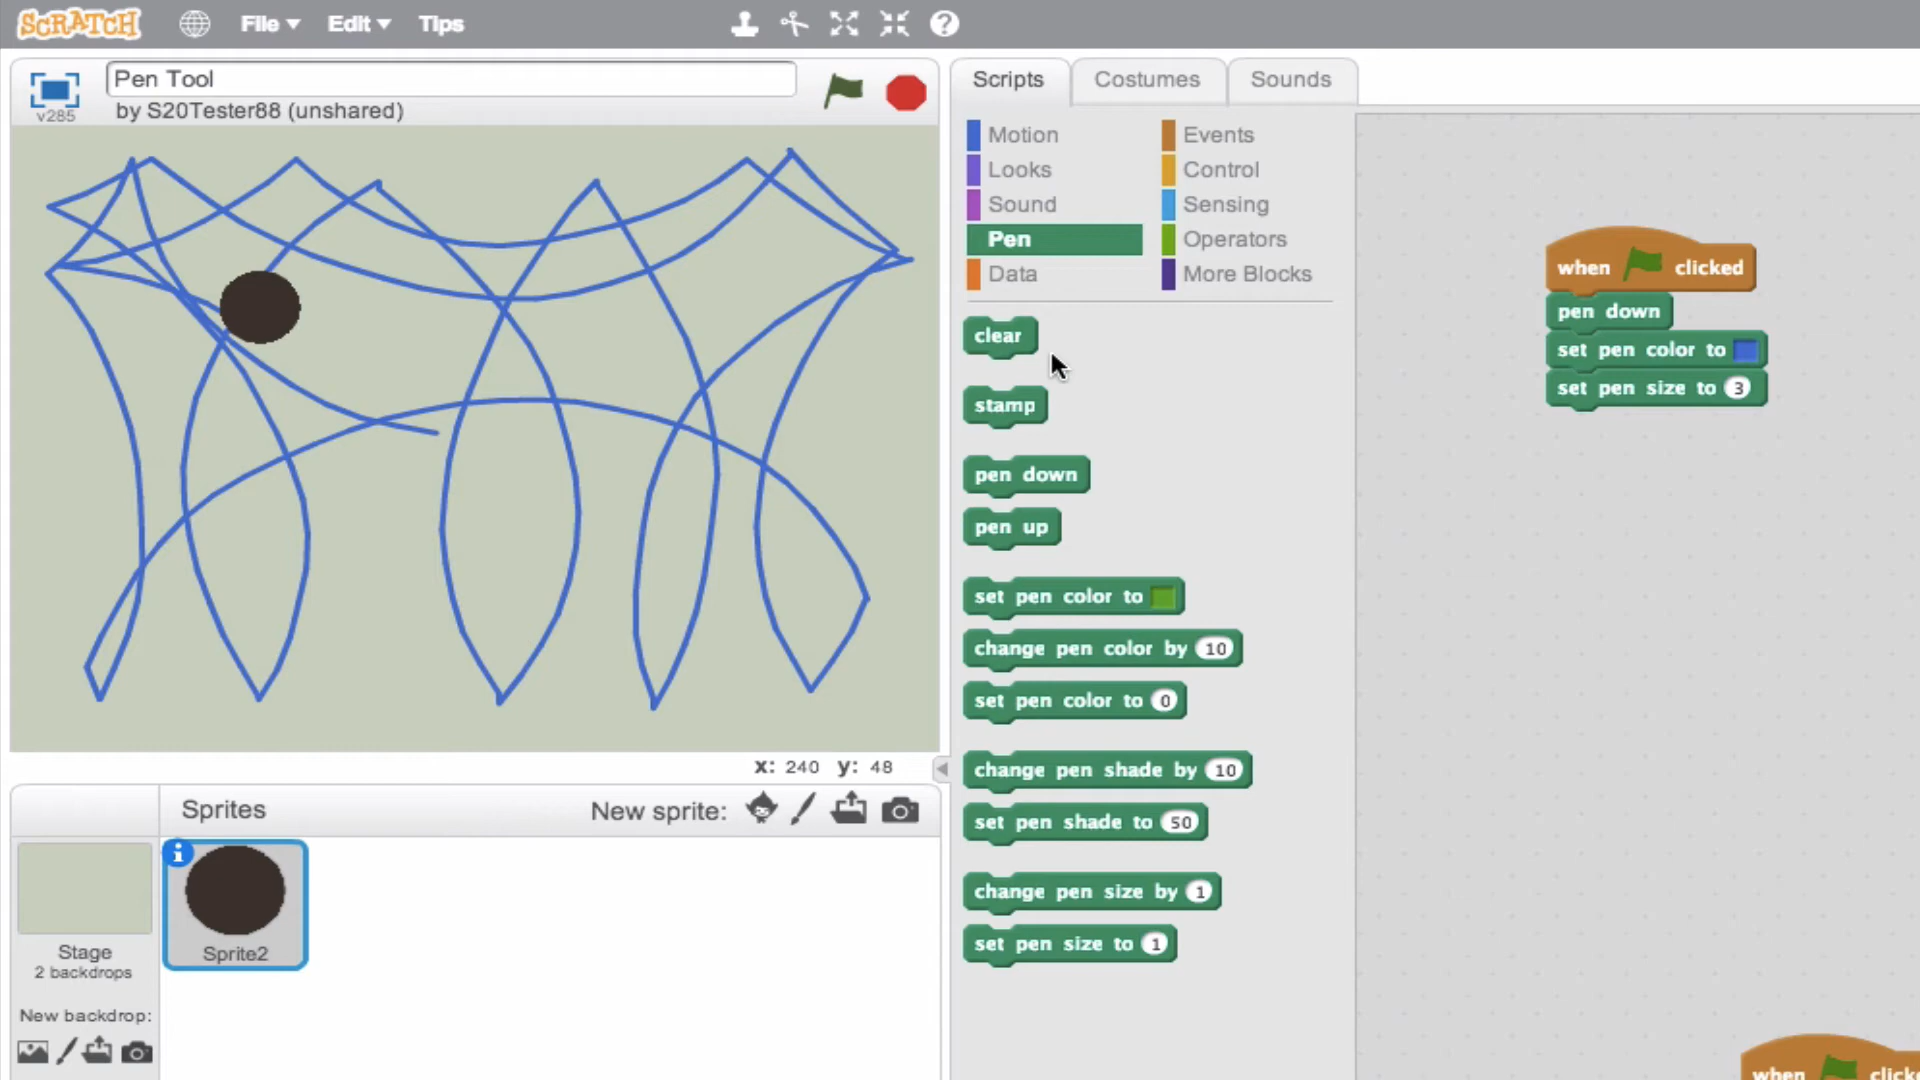 SCRATCH
File
Edit
Tips
Pen Tool
by S20Tester88 (unshared)
v285
x: 240 y: 48
Sprites
New sprite:
Sprite2
Stage
2 backdrops
New backdrop:
Scripts
Costumes
Sounds
Motion
Looks
Sound
Pen
Data
Events
Control
Sensing
Operators
More Blocks
clear
stamp
pen down
pen up
set pen color to
change pen color by 10
set pen color to 0
change pen shade by 10
set pen shade to 50
change pen size by 1
set pen size to 1
when clicked
pen down
set pen color to
set pen size to 3
when